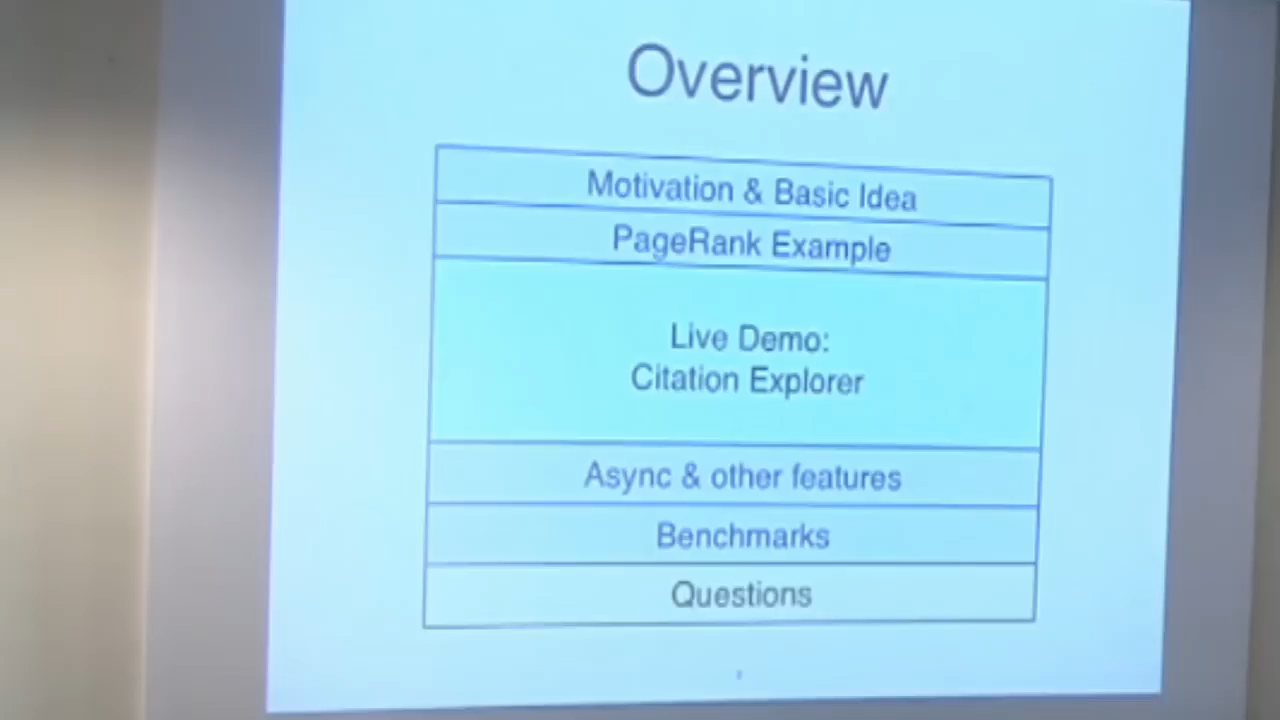 Overview
Motivation & Basic Idea
PageRank Example
Live Demo:
Citation Explorer
Async & other features
Benchmarks
Questions